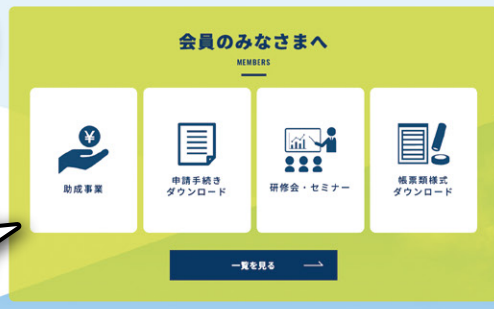 会員のみなさまへ
MEMBERS
助成事業
申請手続き
ダウンロード
研修会・セミナー
帳票類様式
ダウンロード
一覧を見る